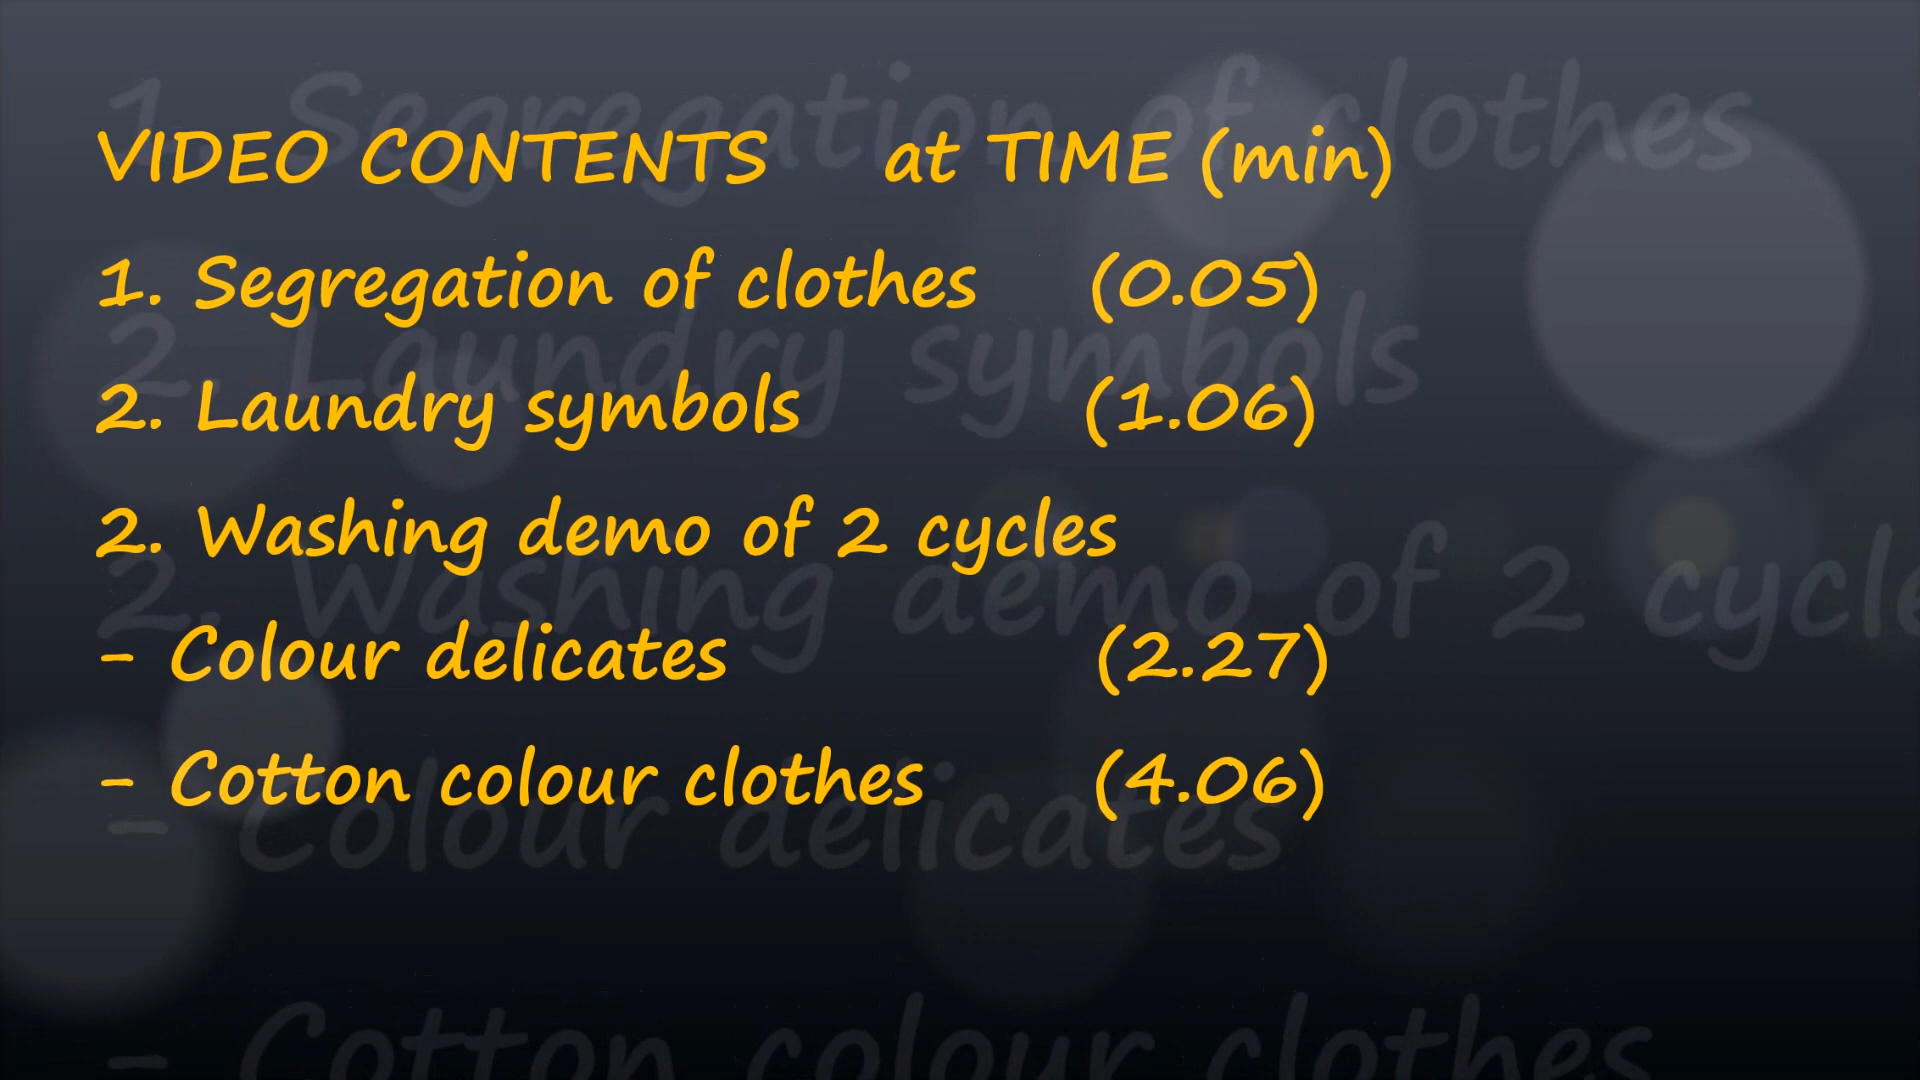 VIDEO CONTENTS at TIME (min)
1. Segregation of clothes (0.05)
2. Laundry symbols (1.06)
2. Washing demo of 2 cycles
- Colour delicates (2.27)
- Cotton colour clothes (4.06)